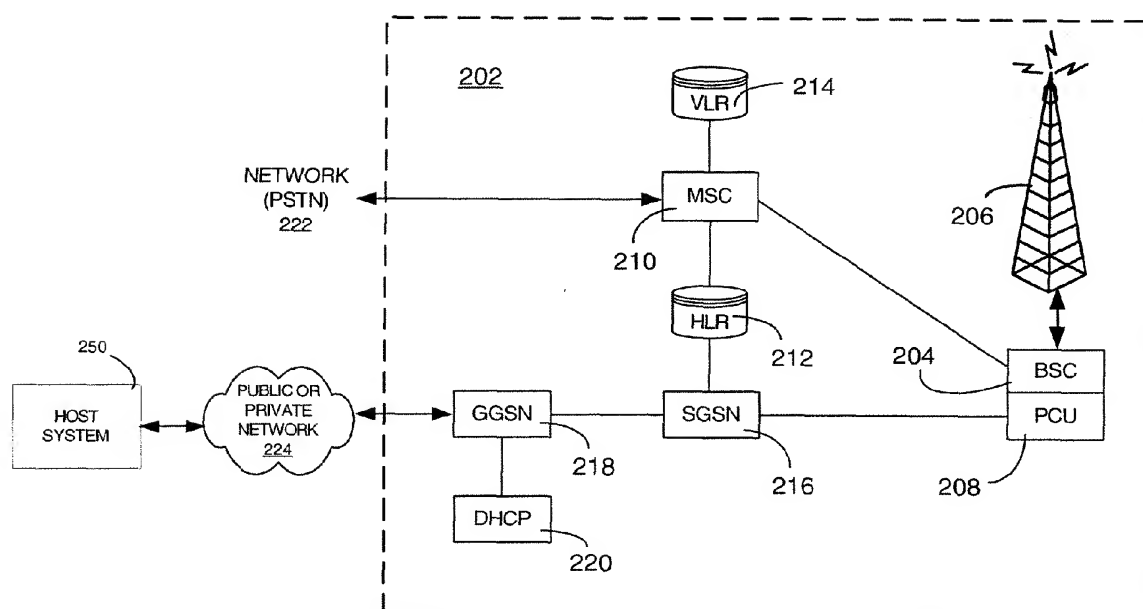 202
VLR
214
NETWORK
(PSTN)
222
MSC
210
206
HLR
212
250
HOST
SYSTEM
PUBLIC OR
PRIVATE
NETWORK
224
GGSN
218
SGSN
216
204
BSC
PCU
208
DHCP
220